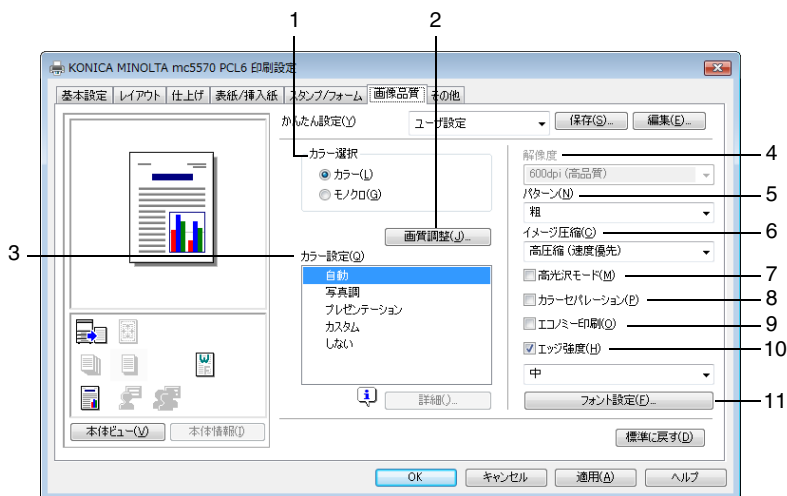 1
2
KONICA MINOLTA mc5570 PCL6 印刷設定
基本設定 レイアウト 仕上げ 表紙/挿入紙 スタンプ/フォーム 画像品質 その他
かんたん設定(Y) ユーザ設定 保存(S)... 編集(E)...
カラー選択
カラー(L)
モノクロ(G)
画質調整(J)...
3
カラー設定(Q)
自動
写真調
プレゼンテーション
カスタム
しない
詳細()...
解像度
4
600dpi (高品質)
パターン(N)
5
粗
イメージ圧縮(C)
6
高圧縮 (速度優先)
高光沢モード(M)
7
カラーセパレーション(P)
8
エコノミー印刷(O)
9
エッジ強度(H)
10
中
フォント設定(F)...
11
本体ビュー(V) 本体情報(I)
標準に戻す(D)
OK キャンセル 適用(A) ヘルプ